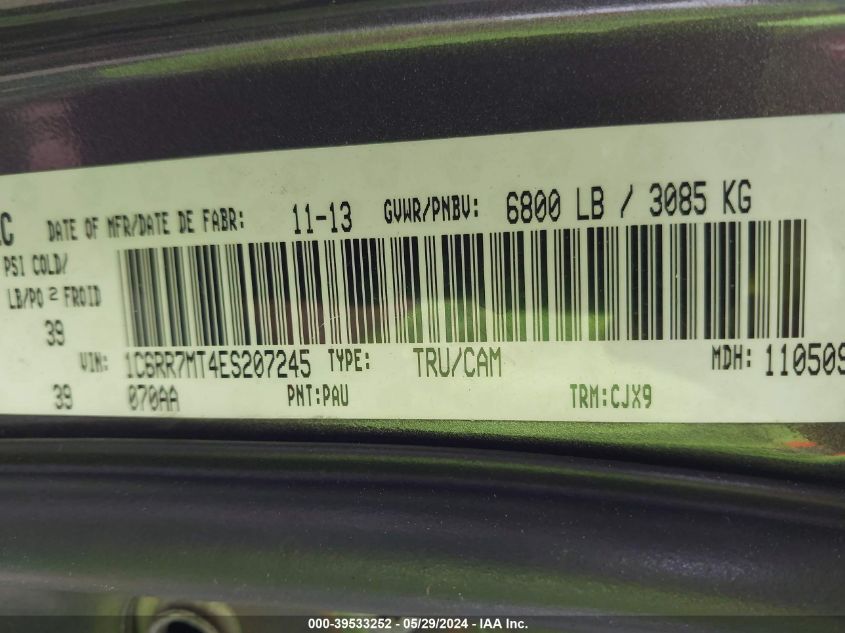 DATE OF MFR/DATE DE FABR: 11-13 GVWR/PNBV: 6800 LB / 3085 KG
PSI COLD/
LB/PO 2 FROID
39
VIN: 1C6RR7MT4ES207245 TYPE: TRU/CAM MDH: 110509
39 070AA PNT:PAU TRM:CJX9
000-39533252 - 05/29/2024 - IAA Inc.